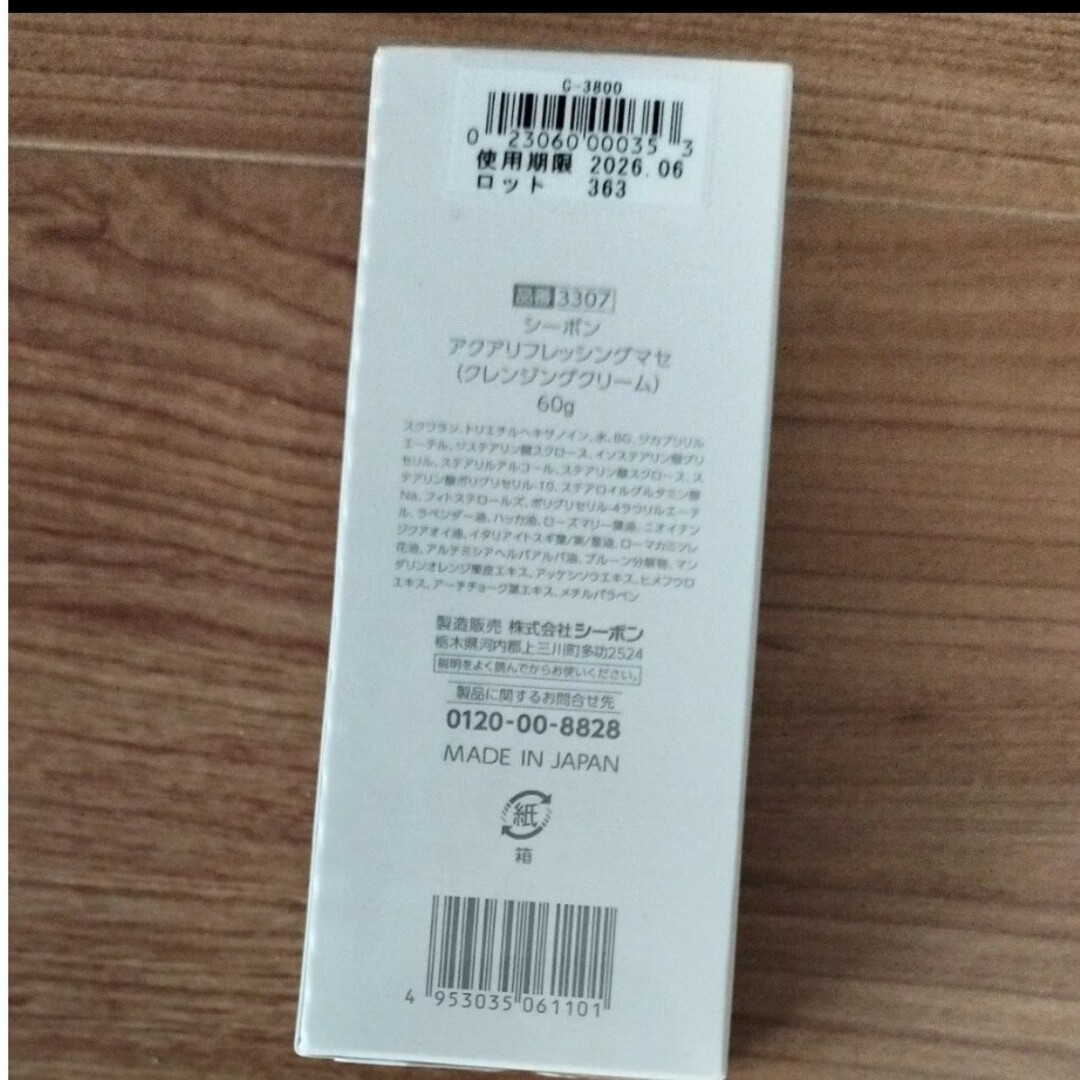 C-3800
0 23060 00035 3
使用期限 2026.06
ロット 363
品番 3307
シーボン
アクアリフレッシングマセ
(クレンジングクリーム)
60g
スクワラン、トリエチルヘキサノイン、水、BG、ジカプリリル
エーテル、ジステアリン酸スクロース、イソステアリン酸グリ
セリル、ステアリルアルコール、ステアリン酸スクロース、ス
テアリン酸ポリグリセリル-10、ステアロイルグルタミン酸
Na、フィトステロールズ、ポリグリセリル-4ラウリルエーテ
ル、ラベンダー油、ハッカ油、ローズマリー葉油、ニオイテン
ジクアオイ油、イタリアイトスギ葉/実/茎油、ローマカミツレ
花油、アルテミシアヘルバアルバ油、プルーン分解物、マン
ダリンオレンジ果皮エキス、アッケシソウエキス、ヒメフウロ
エキス、アーチチョーク葉エキス、メチルパラベン
製造販売 株式会社シーボン
栃木県河内郡上三川町多功2524
説明をよく読んでからお使いください。
製品に関するお問合せ先
0120-00-8828
MADE IN JAPAN
紙
箱
4 953035 061101